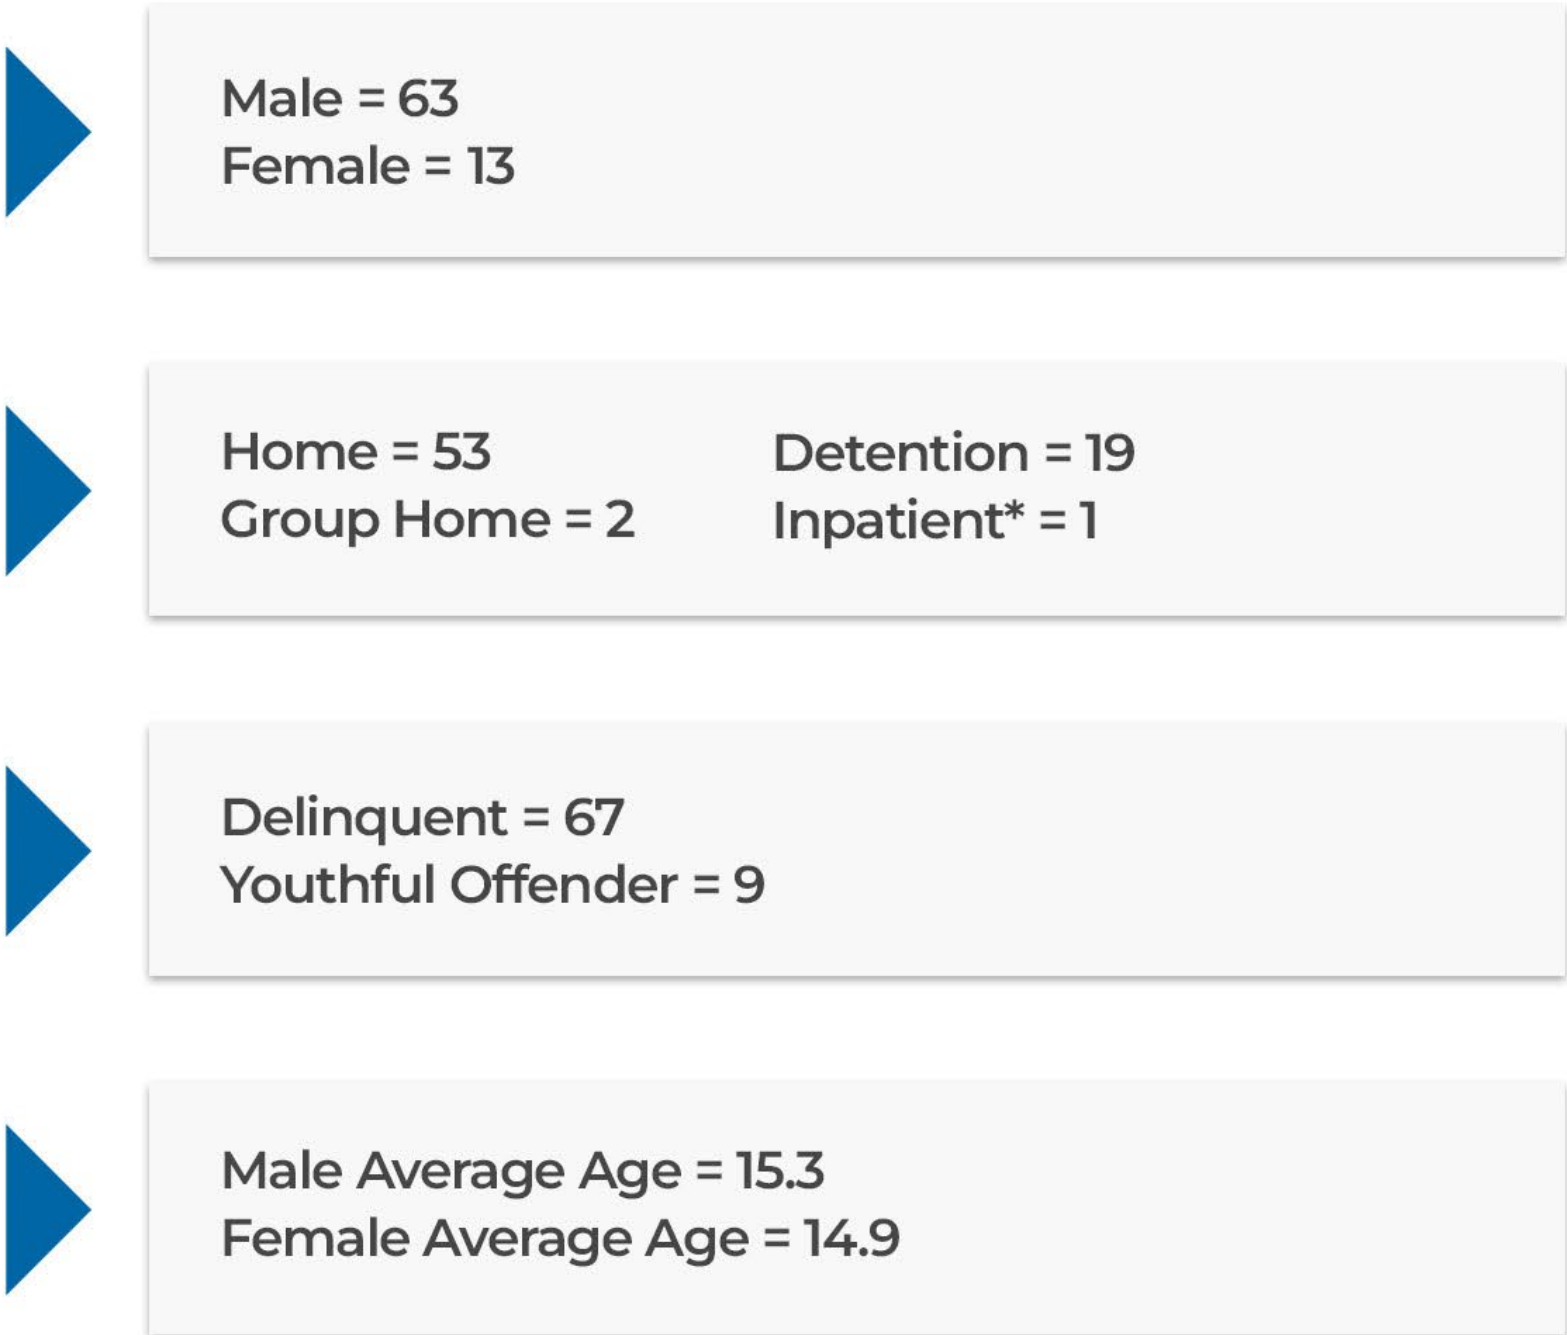 Male = 63
Female = 13
Home = 53
Group Home = 2
Detention = 19
Inpatient* = 1
Delinquent = 67
Youthful Offender = 9
Male Average Age = 15.3
Female Average Age = 14.9